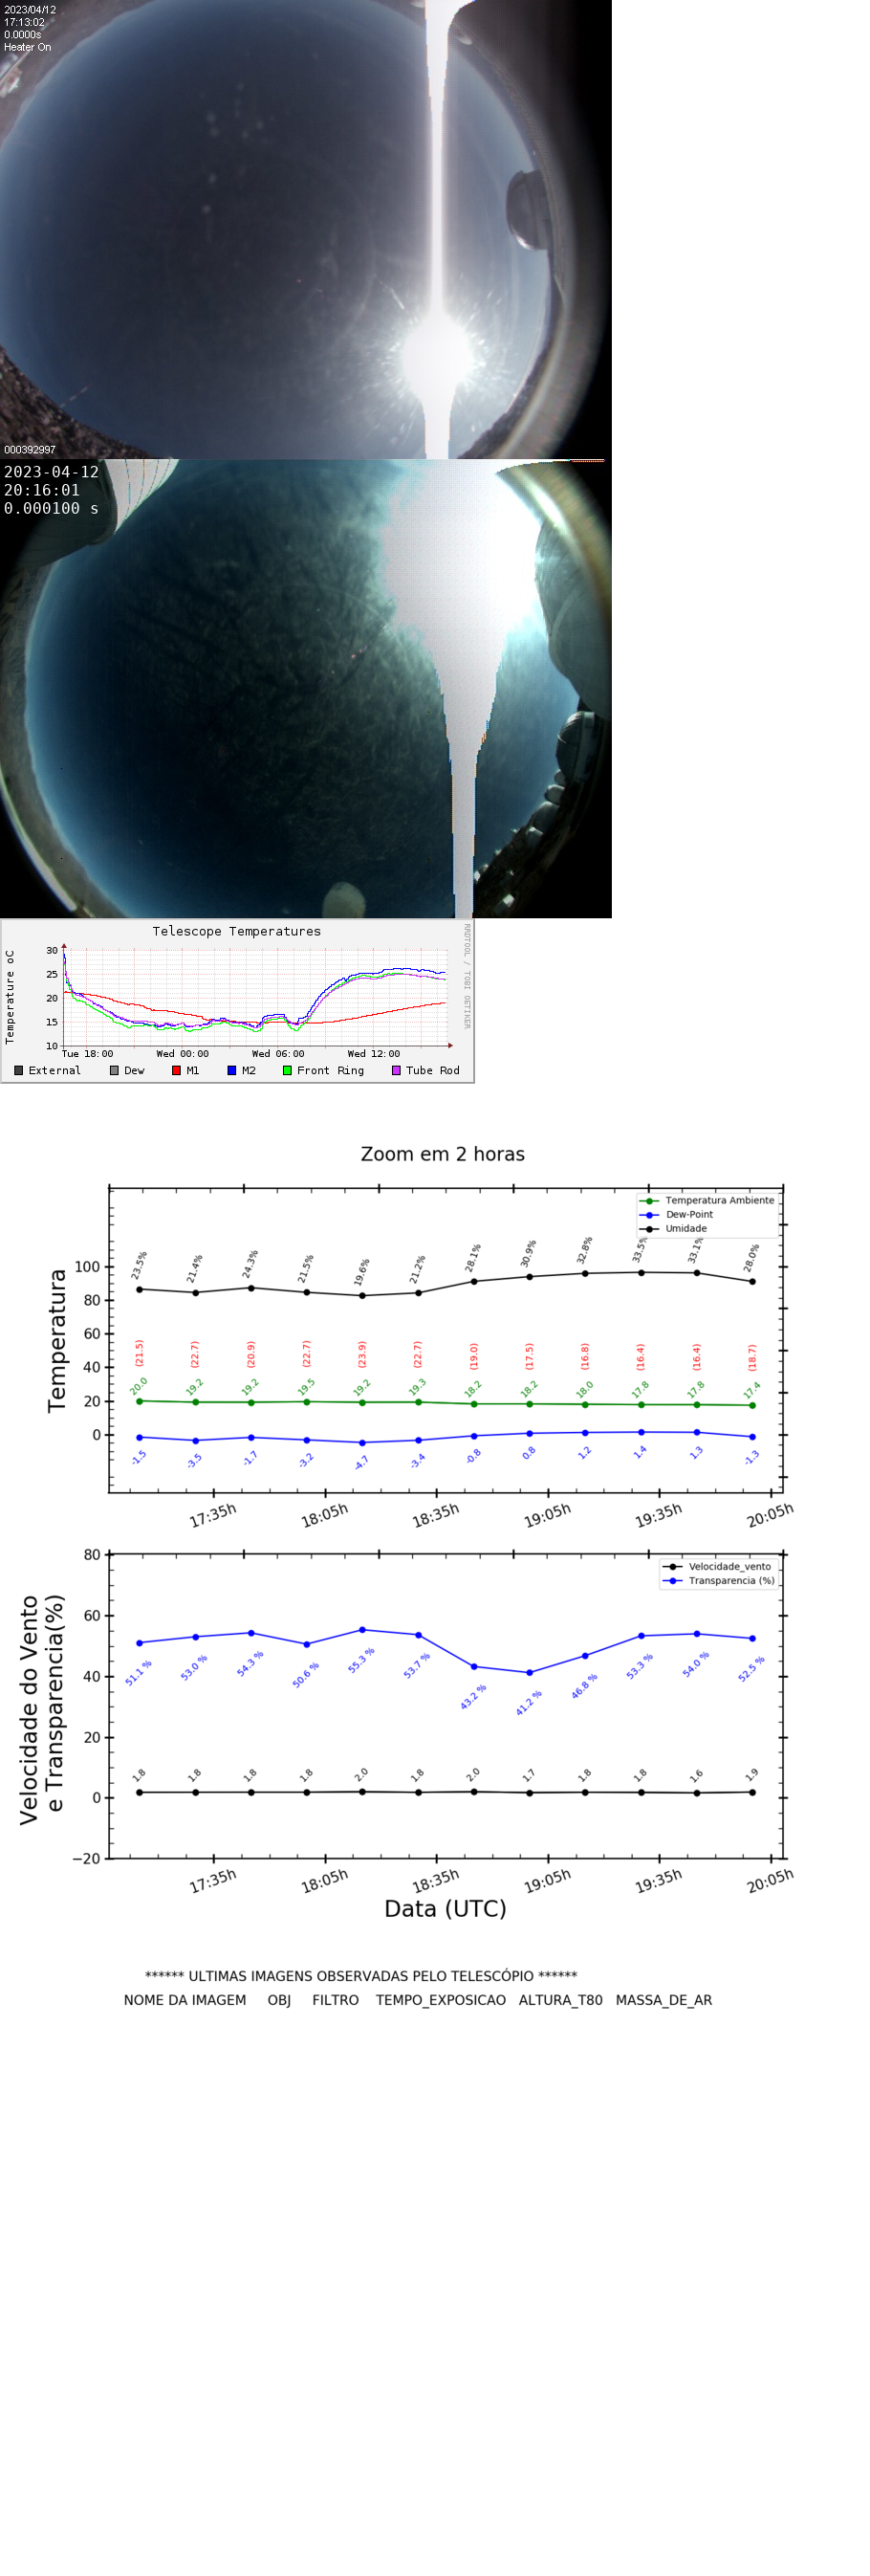 2023/04/12
17:13:02
0.0000s
Heater On
000392997
2023-04-12
20:16:01
0.000100 s
Telescope Temperatures
RRDTOOL / TOBI OETIKER
Temperature oC
30
25
20
15
10
Tue 18:00 Wed 00:00 Wed 06:00 Wed 12:00
External Dew M1 M2 Front Ring Tube Rod
Zoom em 2 horas
Temperatura Ambiente
Dew-Point
Umidade
Temperatura
100
80
60
40
20
0
23.5% 21.4% 24.3% 21.5% 19.6% 21.2% 28.1% 30.9% 32.8% 33.5% 33.1% 28.0%
(21.5) (22.7) (20.9) (22.7) (23.9) (22.7) (19.0) (17.5) (16.8) (16.4) (16.4) (18.7)
20.0 19.2 19.2 19.5 19.2 19.3 18.2 18.2 18.0 17.8 17.8 17.4
-1.5 -3.5 -1.7 -3.2 -4.7 -3.4 -0.8 0.8 1.2 1.4 1.3 -1.3
17:35h 18:05h 18:35h 19:05h 19:35h 20:05h
Velocidade_vento
Transparencia (%)
Velocidade do Vento
e Transparencia(%)
80
60
40
20
0
−20
51.1 % 53.0 % 54.3 % 50.6 % 55.3 % 53.7 % 43.2 % 41.2 % 46.8 % 53.3 % 54.0 % 52.5 %
1.8 1.8 1.8 1.8 2.0 1.8 2.0 1.7 1.8 1.8 1.6 1.9
17:35h 18:05h 18:35h 19:05h 19:35h 20:05h
Data (UTC)
****** ULTIMAS IMAGENS OBSERVADAS PELO TELESCÓPIO ******
NOME DA IMAGEM OBJ FILTRO TEMPO_EXPOSICAO ALTURA_T80 MASSA_DE_AR